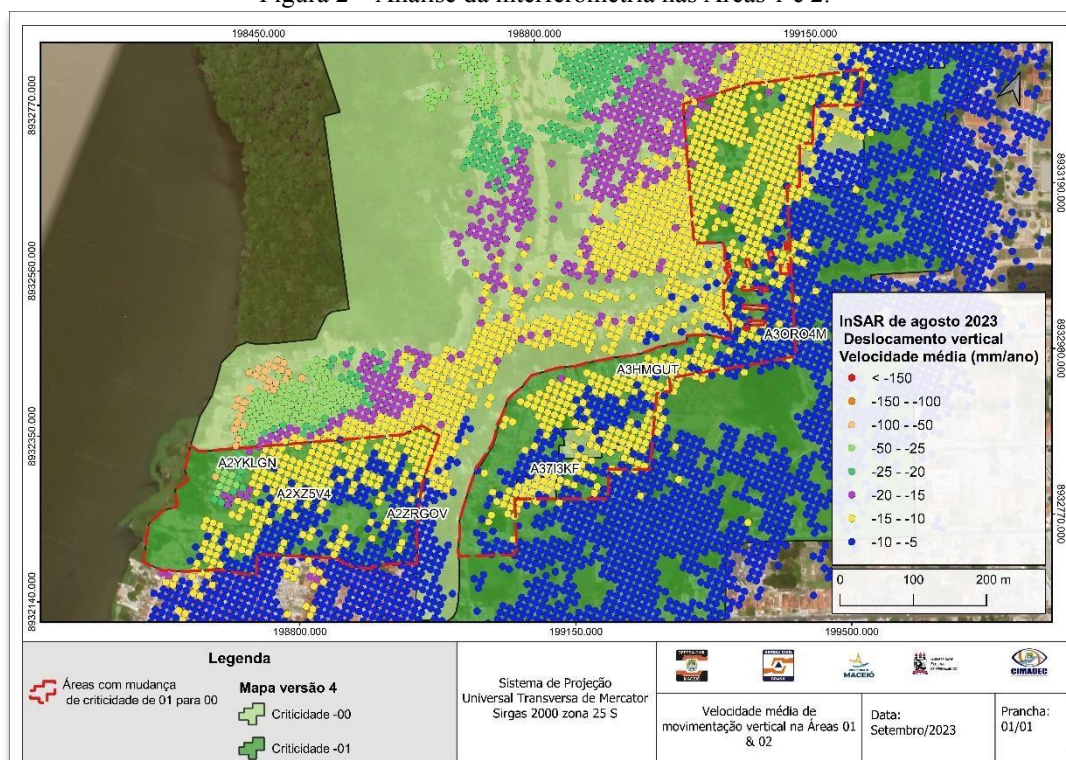 Figura 2 – Análise da interferometria nas Áreas 1 e 2.
198450.000
198800.000
199150.000
8932770.000
8932560.000
8932350.000
8932140.000
8933190.000
8932980.000
8932770.000
A3ORO4M
A3HMGUT
A37I3KF
A2YKLGN
A2XZ5V4
A2ZRGOV
InSAR de agosto 2023
Deslocamento vertical
Velocidade média (mm/ano)
< -150
-150 - -100
-100 - -50
-50 - -25
-25 - -20
-20 - -15
-15 - -10
-10 - -5
0 100 200 m
198800.000
199150.000
199500.000
Legenda
Áreas com mudança
de criticidade de 01 para 00
Mapa versão 4
Criticidade -00
Criticidade -01
Sistema de Projeção
Universal Transversa de Mercator
Sirgas 2000 zona 25 S
MACEIÓ
BRASIL
MACEIÓ
CIMADEC
Velocidade média de
movimentação vertical na Áreas 01
& 02
Data:
Setembro/2023
Prancha:
01/01